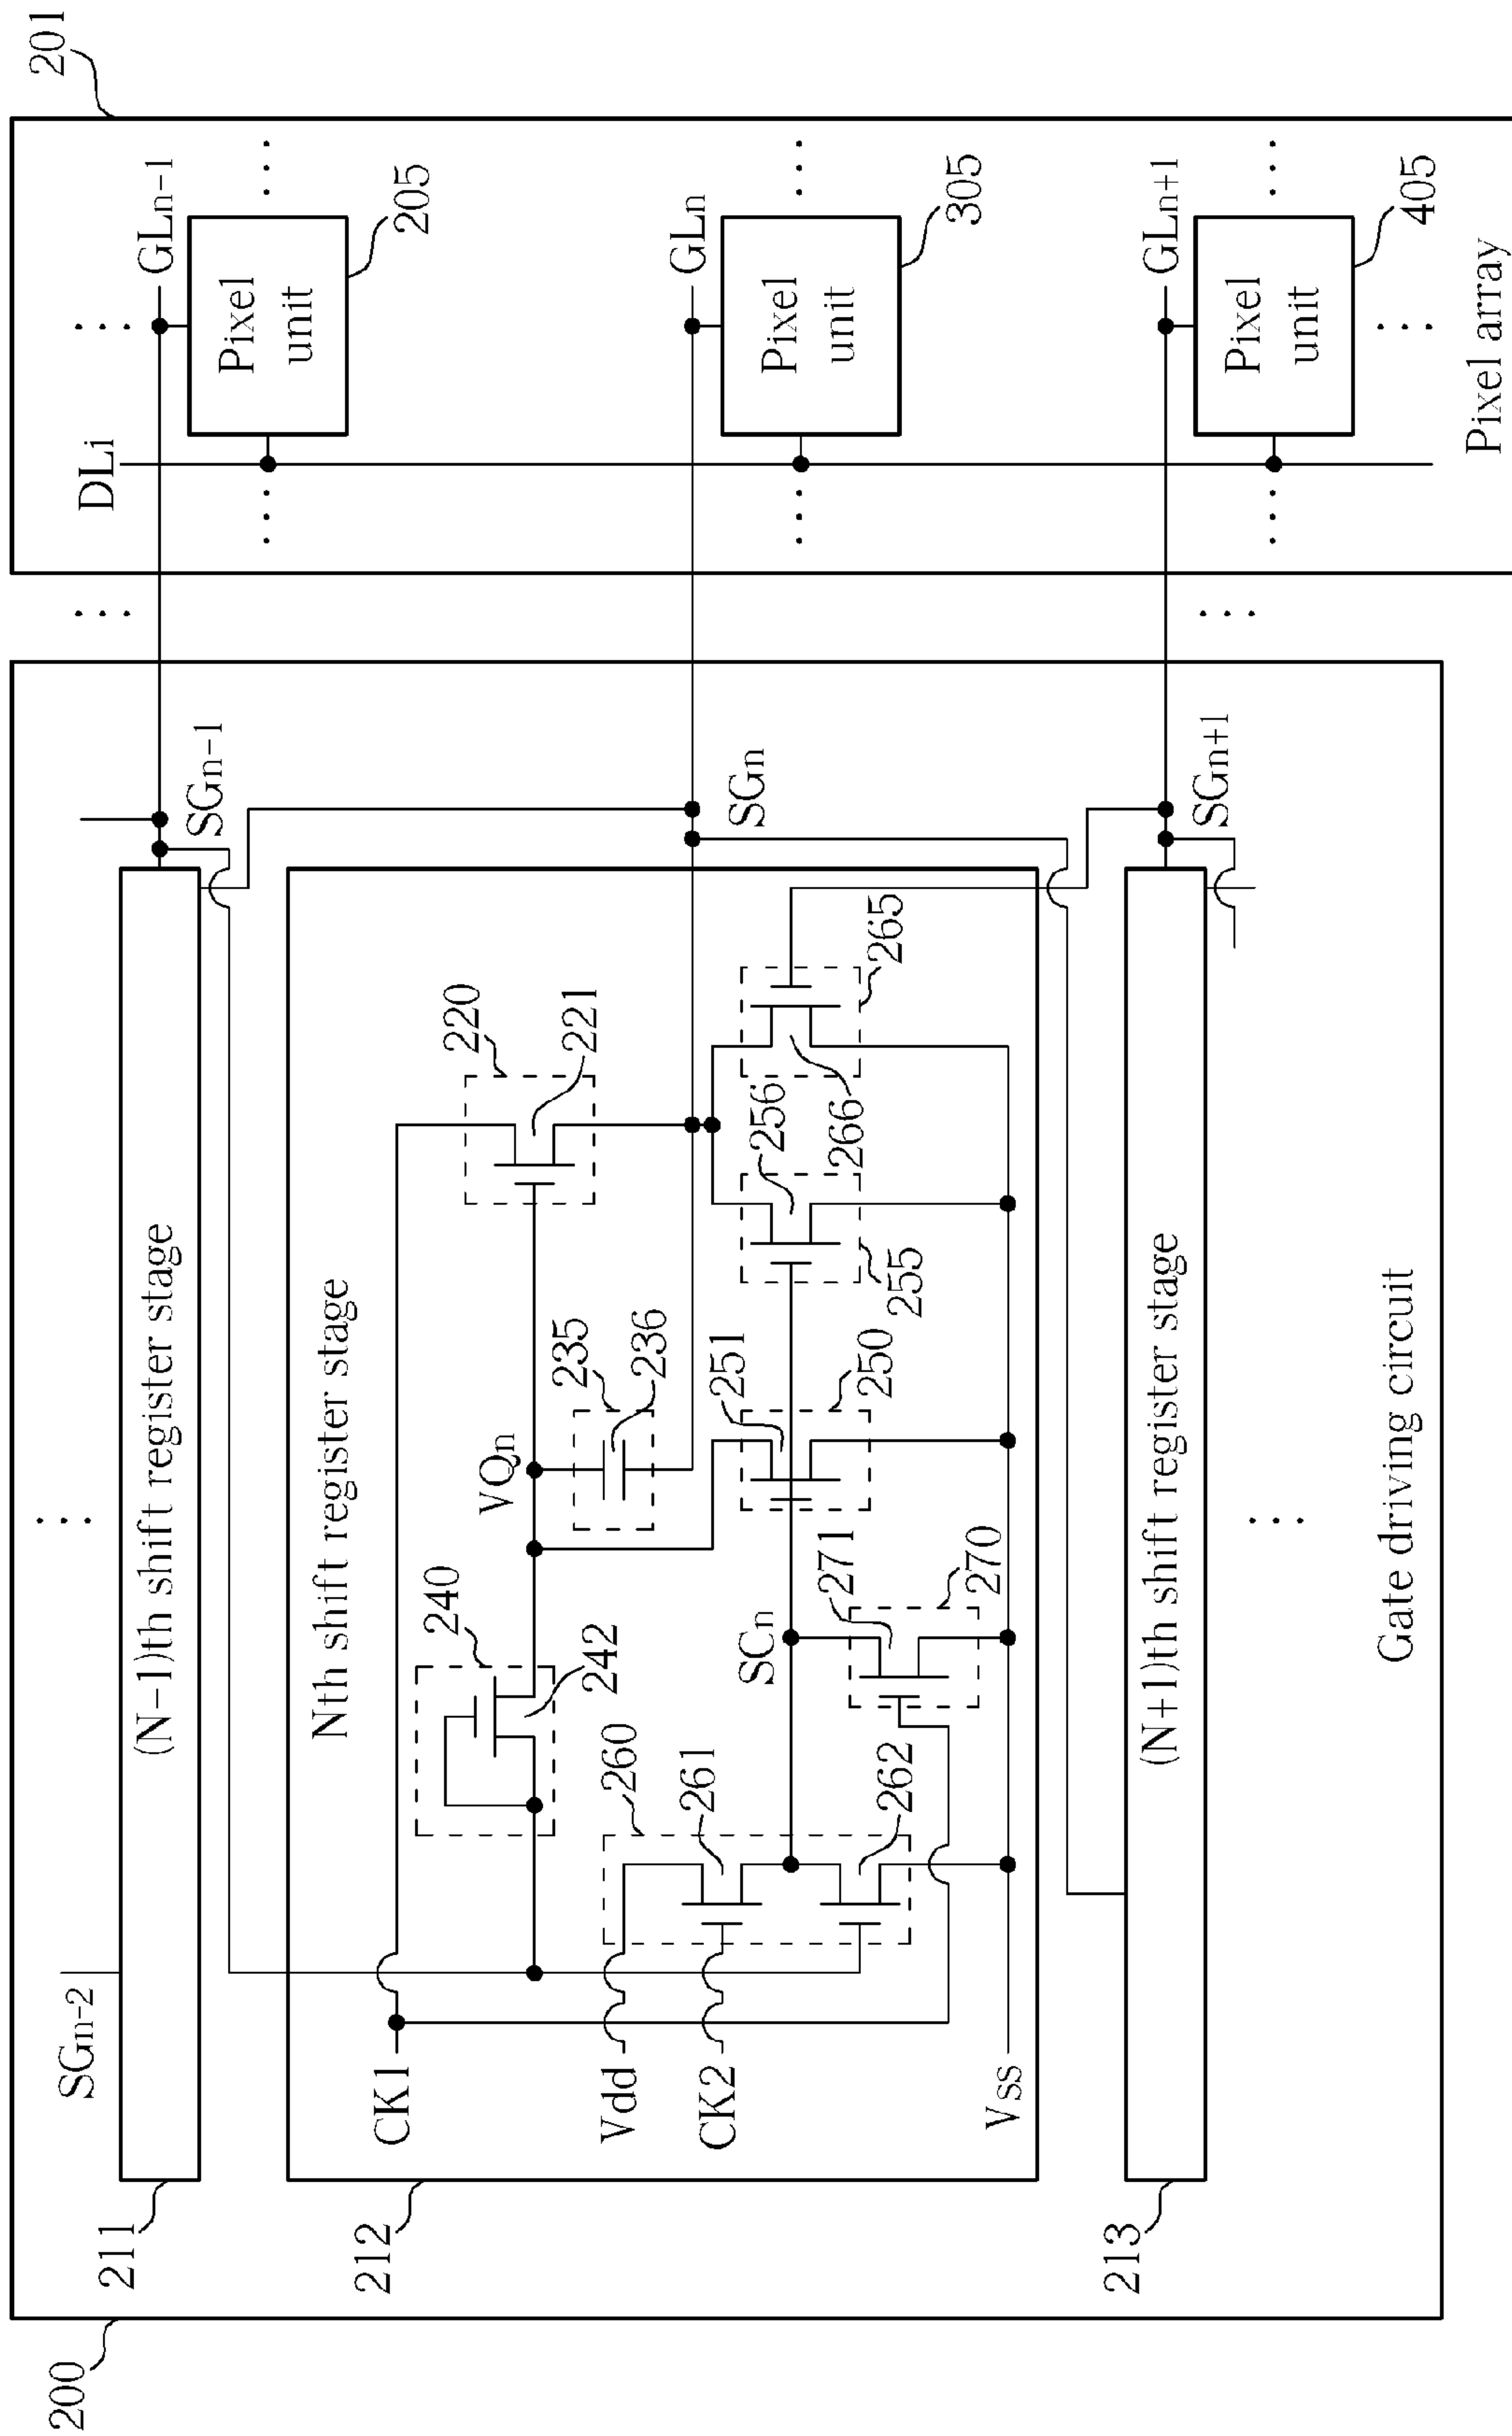 200
201
SGn-2
211
(N-1)th shift register stage
SGn-1
DLi
GLn-1
Pixel
unit
205
212
Nth shift register stage
CK1
240
242
VQn
220
221
235
236
Vdd
260
261
CK2
262
SCn
271
270
251
250
256
255
266
265
Vss
SGn
GLn
Pixel
unit
305
213
(N+1)th shift register stage
SGn+1
GLn+1
Pixel
unit
405
Gate driving circuit
Pixel array